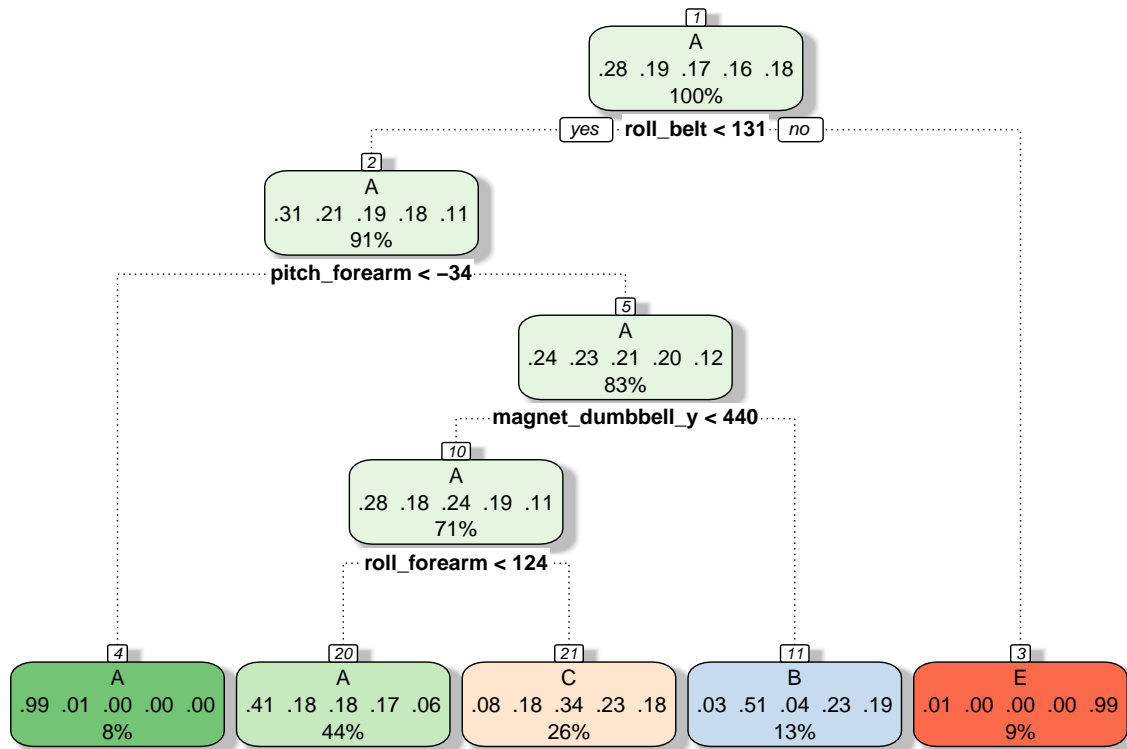 1
A
.28 .19 .17 .16 .18
100%
yes roll_belt < 131 no
2
A
.31 .21 .19 .18 .11
91%
pitch_forearm < −34
5
A
.24 .23 .21 .20 .12
83%
magnet_dumbbell_y < 440
10
A
.28 .18 .24 .19 .11
71%
roll_forearm < 124
4
A
.99 .01 .00 .00 .00
8%
20
A
.41 .18 .18 .17 .06
44%
21
C
.08 .18 .34 .23 .18
26%
11
B
.03 .51 .04 .23 .19
13%
3
E
.01 .00 .00 .00 .99
9%